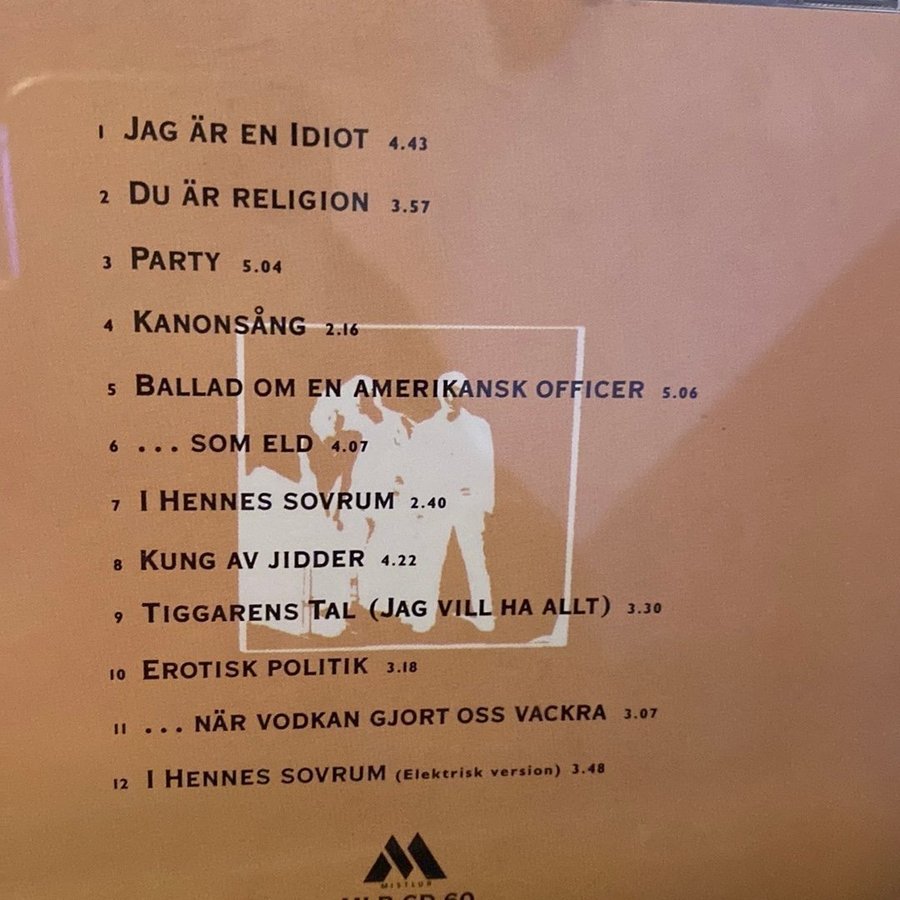 1 JAG ÄR EN IDIOT 4.43
2 DU ÄR RELIGION 3.57
3 PARTY 5.04
4 KANONSÅNG 2.16
5 BALLAD OM EN AMERIKANSK OFFICER 5.06
6 ... SOM ELD 4.07
7 I HENNES SOVRUM 2.40
8 KUNG AV JIDDER 4.22
9 TIGGARENS TAL (JAG VILL HA ALLT) 3.30
10 EROTISK POLITIK 3.18
11 ... NÄR VODKAN GJORT OSS VACKRA 3.07
12 I HENNES SOVRUM (Elektrisk version) 3.48
MISTLUR
MLR CD 60